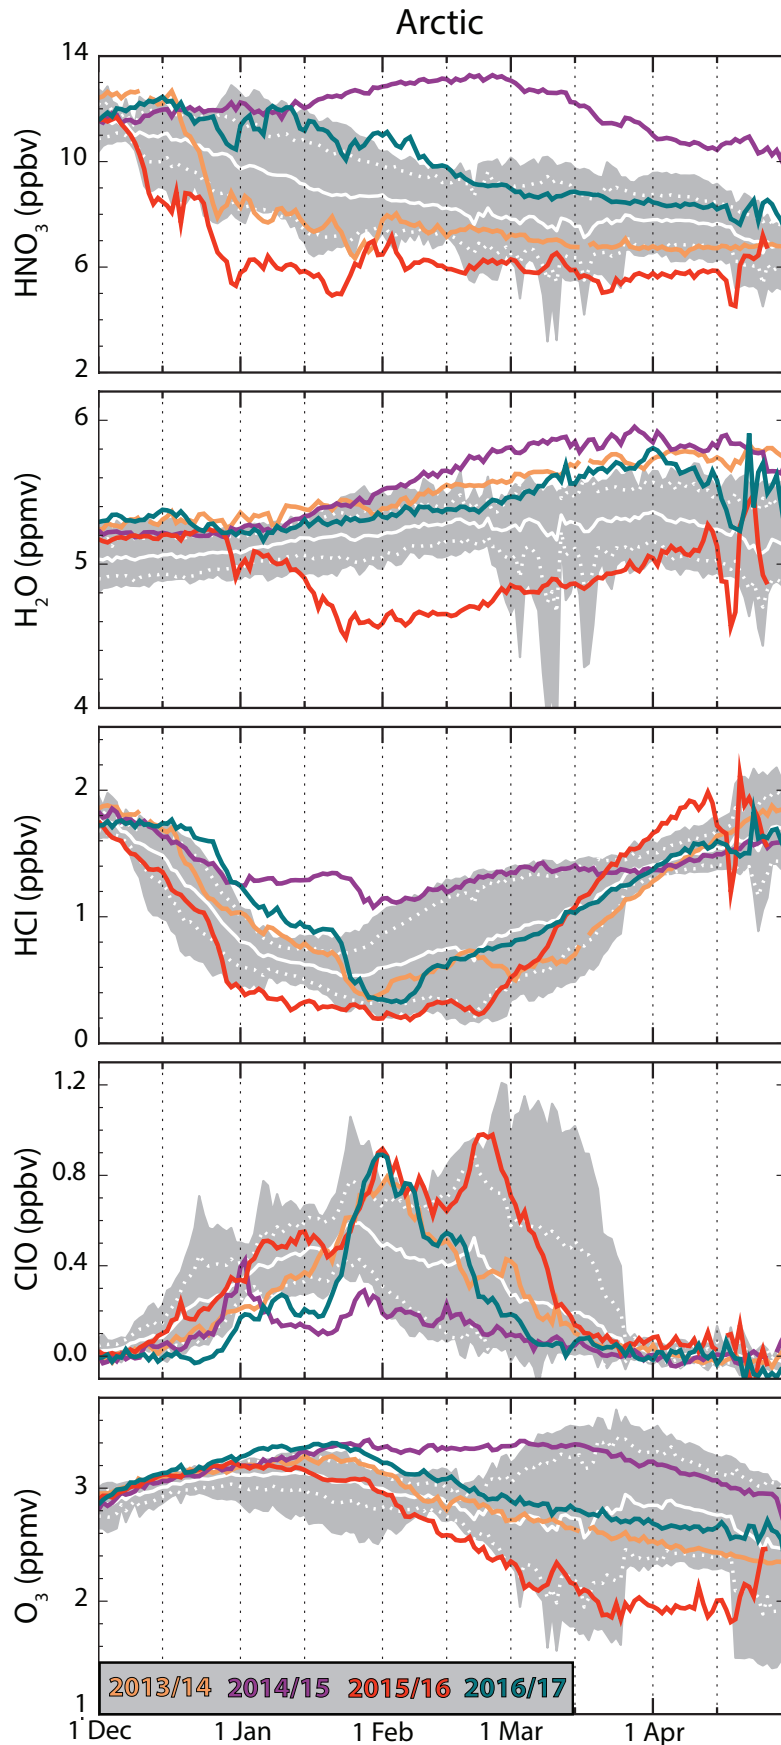 Arctic
14
10
6
2
HNO₃ (ppbv)
6
5
4
H₂O (ppmv)
2
1
0
HCl (ppbv)
1.2
0.8
0.4
0.0
ClO (ppbv)
3
2
1
O₃ (ppmv)
2013/14 2014/15 2015/16 2016/17
1 Dec 1 Jan 1 Feb 1 Mar 1 Apr